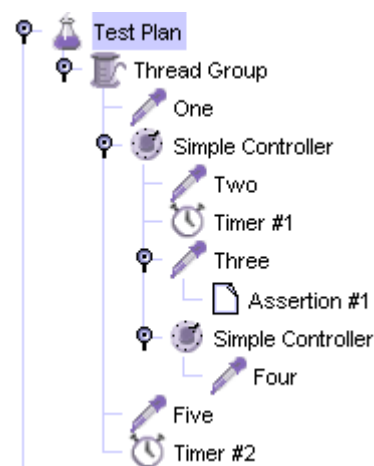 Test Plan
Thread Group
One
Simple Controller
Two
Timer #1
Three
Assertion #1
Simple Controller
Four
Five
Timer #2